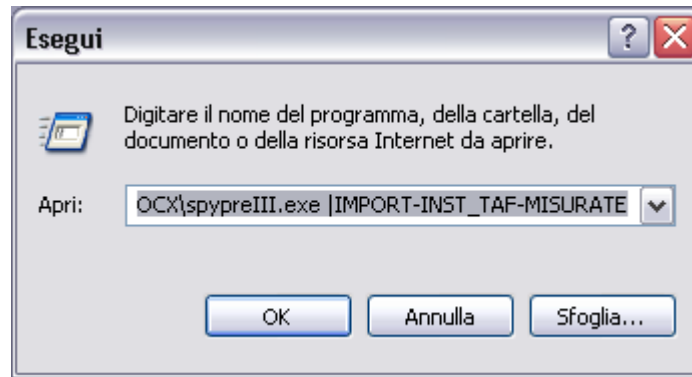 Esegui
Digitare il nome del programma, della cartella, del
documento o della risorsa Internet da aprire.
Apri:
OCX\spypreIII.exe |IMPORT-INST_TAF-MISURATE
OK
Annulla
Sfoglia...